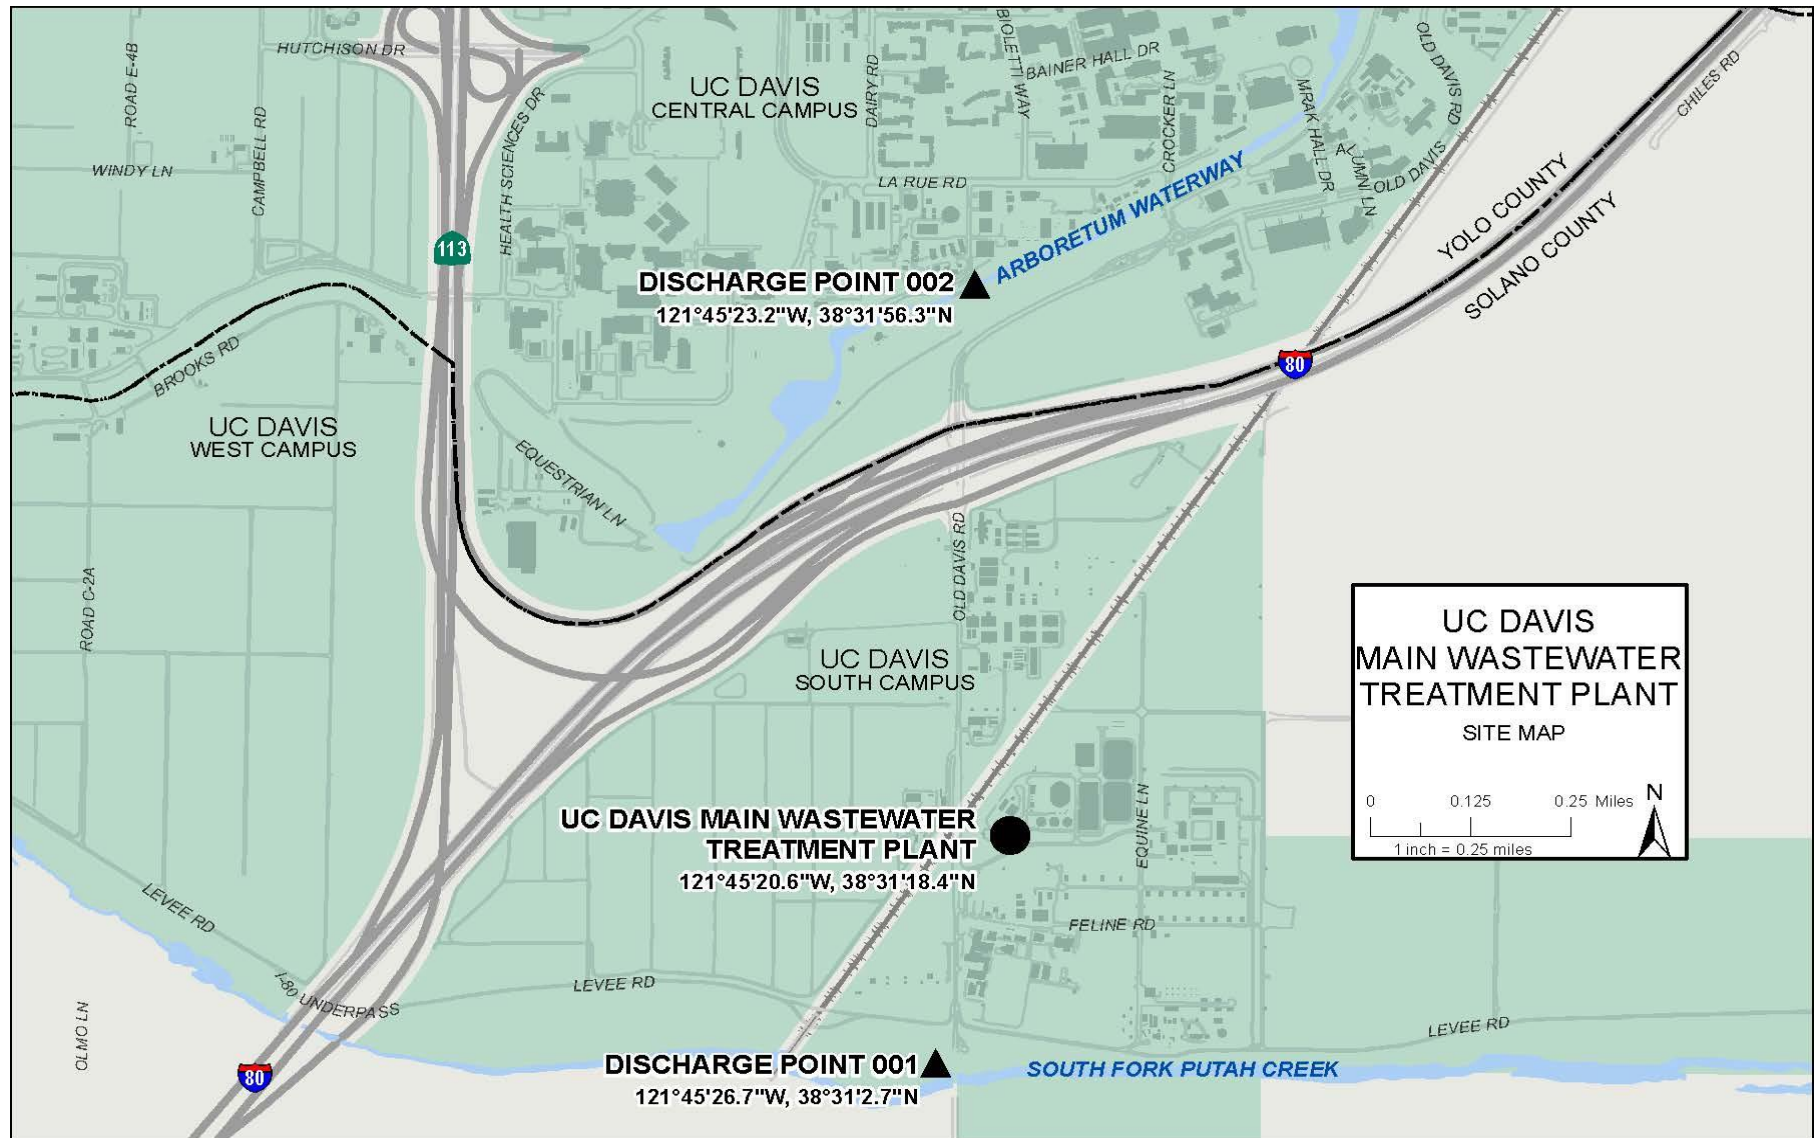 HUTCHISON DR
ROAD E-4B
CAMPBELL RD
WINDY LN
HEALTH SCIENCES DR
UC DAVIS
CENTRAL CAMPUS
DAIRY RD
BIOLETTI WAY
BAINER HALL DR
CROCKER LN
MRAK HALL DR
OLD DAVIS RD
CHILES RD
LA RUE RD
ALUMNI LN
OLD DAVIS
ARBORETUM WATERWAY
YOLO COUNTY
SOLANO COUNTY
113
DISCHARGE POINT 002
121°45'23.2"W, 38°31'56.3"N
80
BROOKS RD
UC DAVIS
WEST CAMPUS
EQUESTRIAN LN
OLD DAVIS RD
ROAD C-2A
UC DAVIS
SOUTH CAMPUS
UC DAVIS
MAIN WASTEWATER
TREATMENT PLANT
SITE MAP
0 0.125 0.25 Miles
1 inch = 0.25 miles
N
UC DAVIS MAIN WASTEWATER
TREATMENT PLANT
121°45'20.6"W, 38°31'18.4"N
EQUINE LN
FELINE RD
LEVEE RD
I-80 UNDERPASS
LEVEE RD
LEVEE RD
OLMO LN
80
DISCHARGE POINT 001
121°45'26.7"W, 38°31'2.7"N
SOUTH FORK PUTAH CREEK